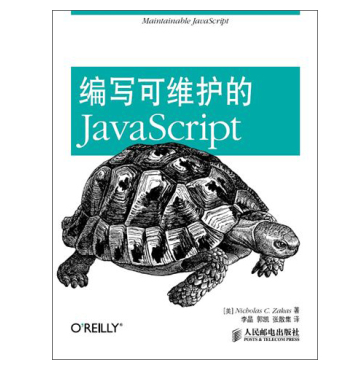 Maintainable JavaScript
编写可维护的
JavaScript
[美] Nicholas C. Zakas 著
李晶 郭凯 张散集 译
O'REILLY®
人民邮电出版社
POSTS & TELECOM PRESS